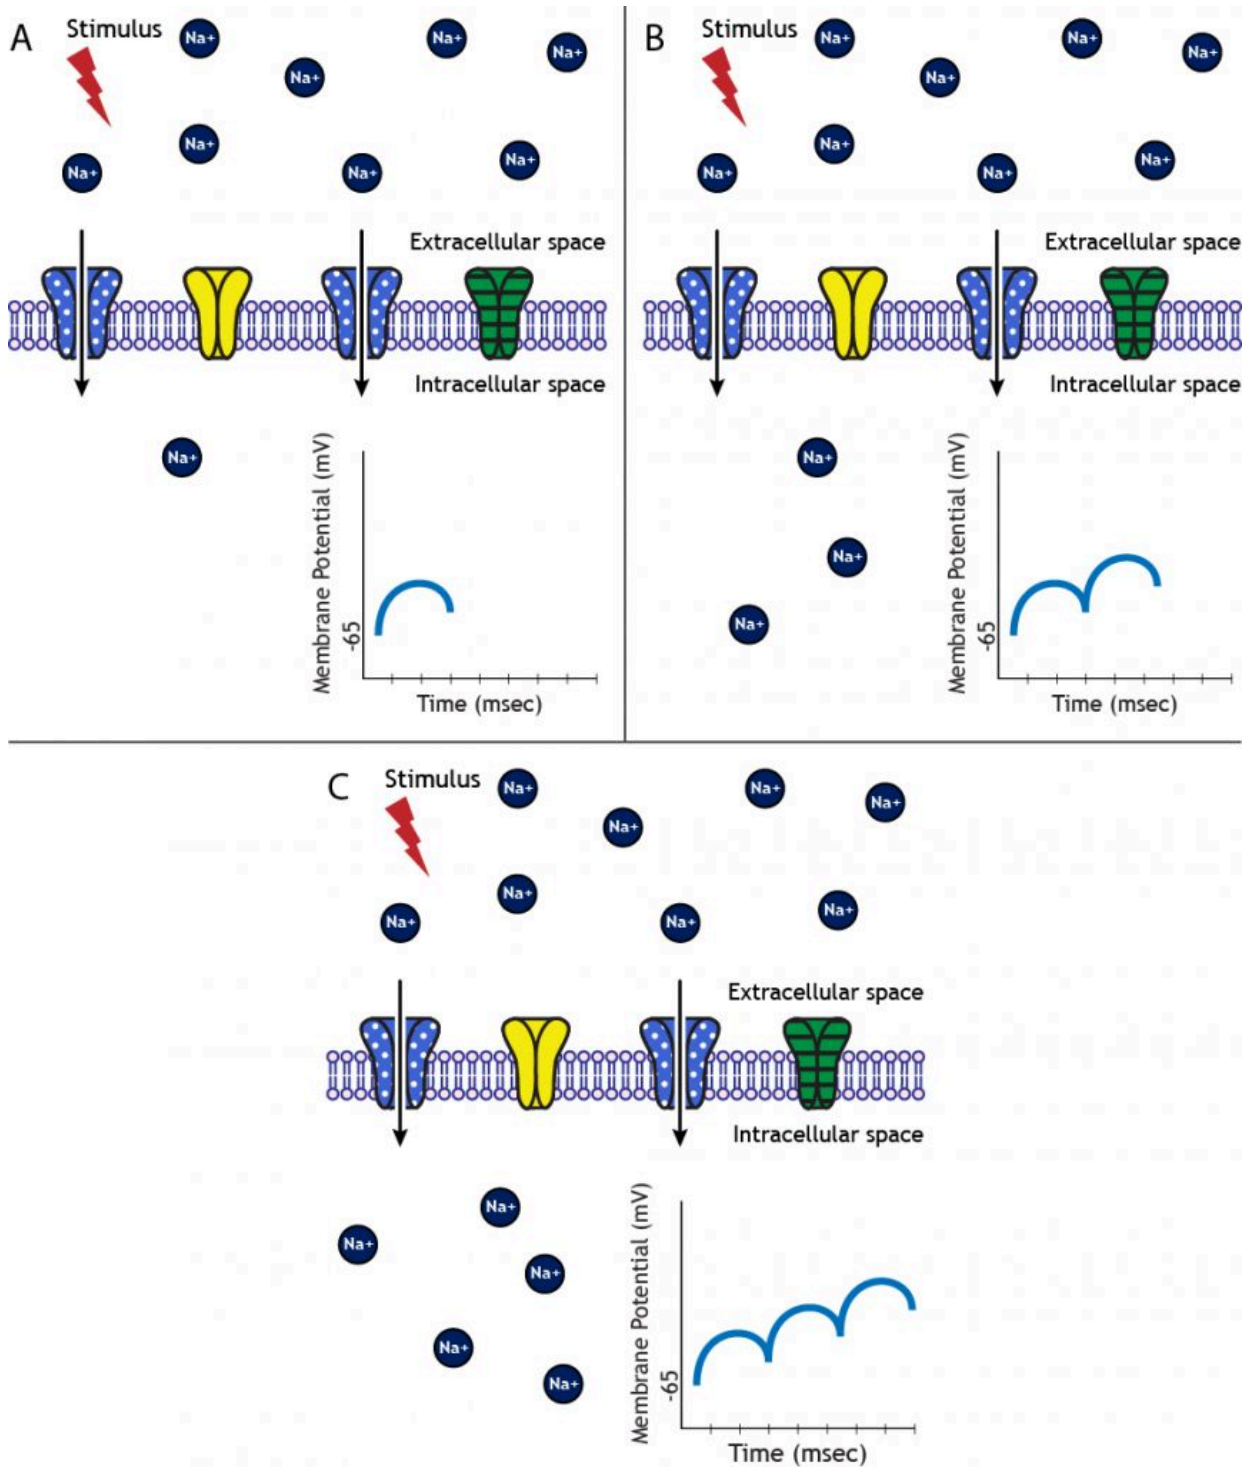 A
Stimulus
Na+
Na+
Na+
Na+
Na+
Na+
Na+
Na+
Extracellular space
Intracellular space
Na+
Membrane Potential (mV)
-65
Time (msec)
B
Stimulus
Na+
Na+
Na+
Na+
Na+
Na+
Na+
Na+
Extracellular space
Intracellular space
Na+
Na+
Na+
Membrane Potential (mV)
-65
Time (msec)
C
Stimulus
Na+
Na+
Na+
Na+
Na+
Na+
Na+
Na+
Extracellular space
Intracellular space
Na+
Na+
Na+
Na+
Na+
Membrane Potential (mV)
-65
Time (msec)